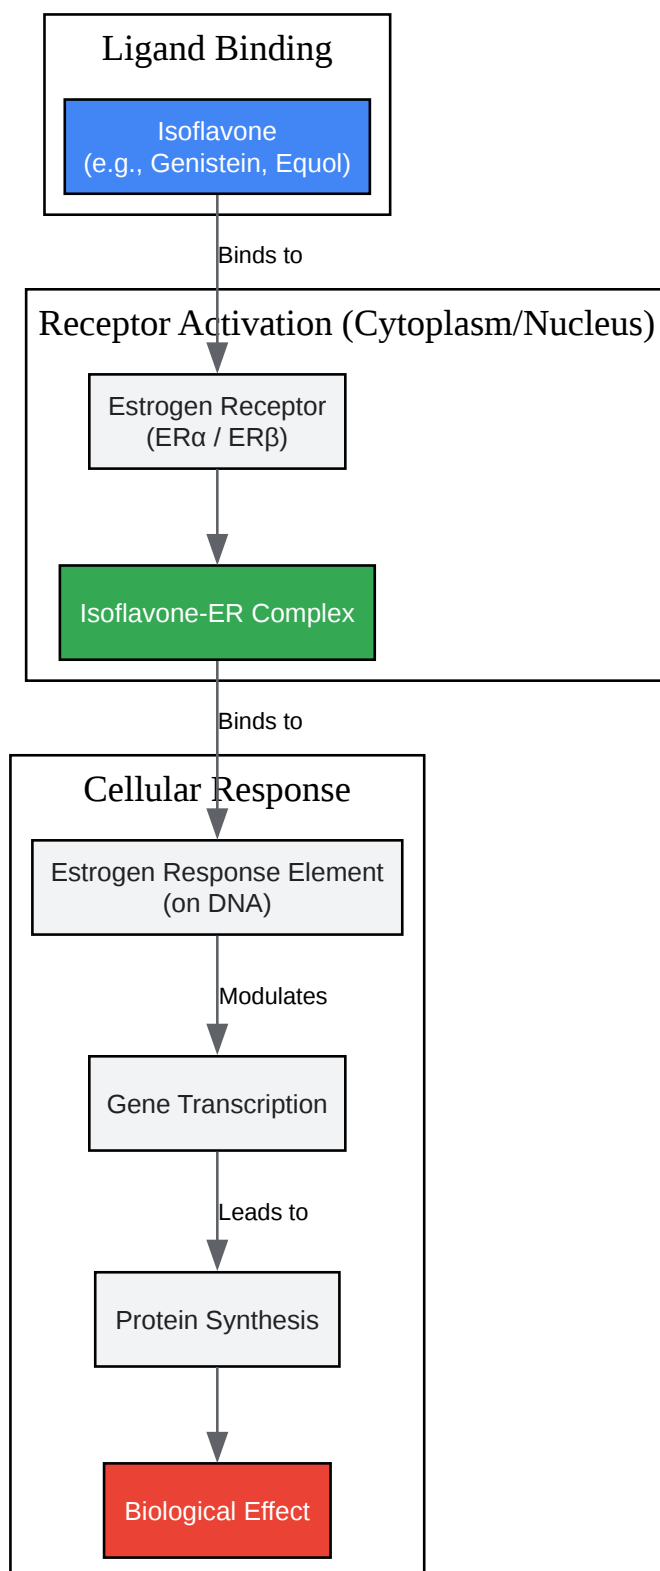 Ligand Binding
Isoflavone
(e.g., Genistein, Equol)
Binds to
Receptor Activation (Cytoplasm/Nucleus)
Estrogen Receptor
(ERα / ERβ)
Isoflavone-ER Complex
Binds to
Cellular Response
Estrogen Response Element
(on DNA)
Modulates
Gene Transcription
Leads to
Protein Synthesis
Biological Effect